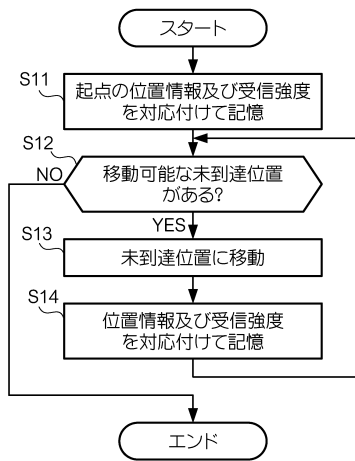 スタート
S11
起点の位置情報及び受信強度
を対応付けて記憶
S12
移動可能な未到達位置
がある?
NO
YES
S13
未到達位置に移動
S14
位置情報及び受信強度
を対応付けて記憶
エンド